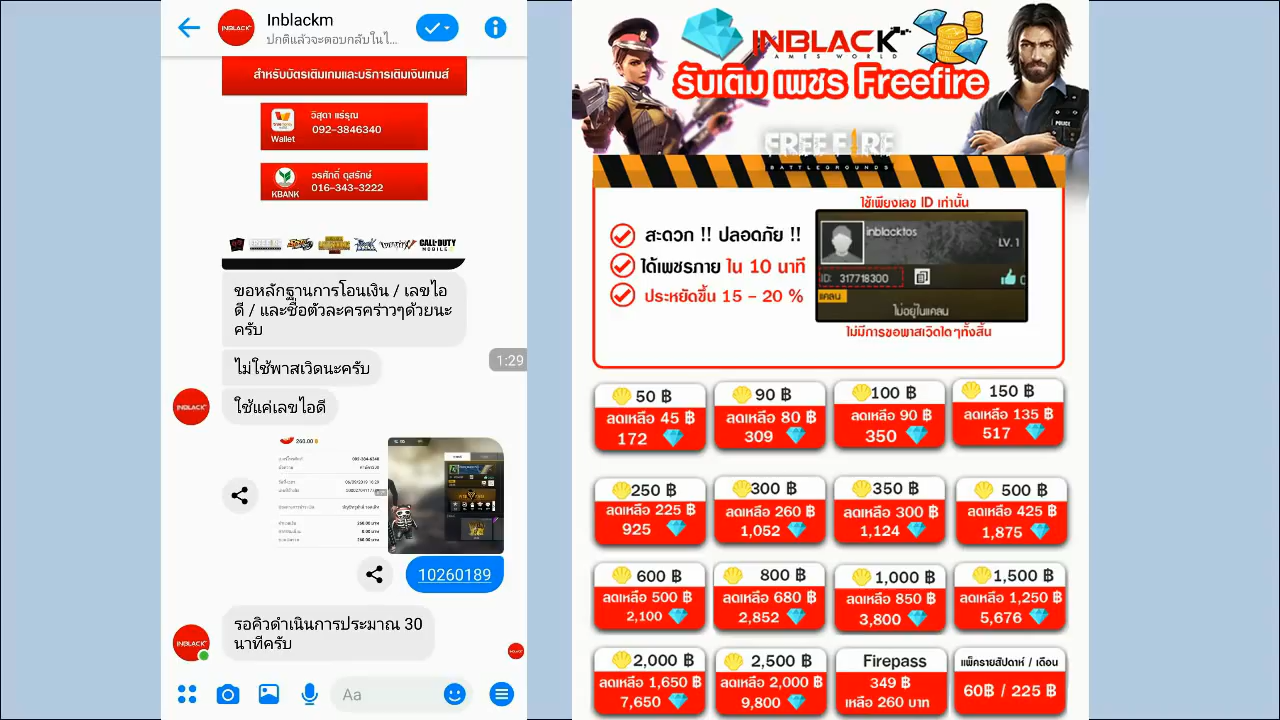 Inblackm
ปกติแล้วจะตอบกลับในไ...
INBLACK
สำหรับบัตรเติมเกมและบริการเติมเงินเกมส์
วิสุดา แร่รุณ
092-3846340
Wallet
วรศักดิ์ ดุสรักษ์
016-343-3222
KBANK
FREE FIRE
IDENTITY V
CALL·DUTY
MOBILE
ขอหลักฐานการโอนเงิน / เลขไอ
ดี / และชื่อตัวละครคร่าวๆด้วยนะ
ครับ
1:29
ไม่ใช้พาสเวิดนะครับ
ใช้แค่เลขไอดี
INBLACK
260.00 ฿
10260189
รอคิวดำเนินการประมาณ 30
นาทีครับ
INBLACK
Aa
INBLACK
GAMES WORLD
รับเติม เพชร Freefire
POLICE
FREE FIRE
BATTLEGROUNDS
ใช้เพียงเลข ID เท่านั้น
สะดวก !! ปลอดภัย !!
ได้เพชรภาย ใน 10 นาที
ประหยัดขึ้น 15 – 20 %
inblacktos
LV. 1
ID: 317718300
แคลน
ไม่อยู่ในแคลน
ไม่มีการขอพาสเวิดใดๆทั้งสิ้น
50 ฿ 90 ฿ 100 ฿ 150 ฿
ลดเหลือ 45 ฿ ลดเหลือ 80 ฿ ลดเหลือ 90 ฿ ลดเหลือ 135 ฿
172 309 350 517
250 ฿ 300 ฿ 350 ฿ 500 ฿
ลดเหลือ 225 ฿ ลดเหลือ 260 ฿ ลดเหลือ 300 ฿ ลดเหลือ 425 ฿
925 1,052 1,124 1,875
600 ฿ 800 ฿ 1,000 ฿ 1,500 ฿
ลดเหลือ 500 ฿ ลดเหลือ 680 ฿ ลดเหลือ 850 ฿ ลดเหลือ 1,250 ฿
2,100 2,852 3,800 5,676
2,000 ฿ 2,500 ฿ Firepass แพ็ครายสัปดาห์ / เดือน
ลดเหลือ 1,650 ฿ ลดเหลือ 2,000 ฿ 349 ฿ 60฿ / 225 ฿
7,650 9,800 เหลือ 260 บาท